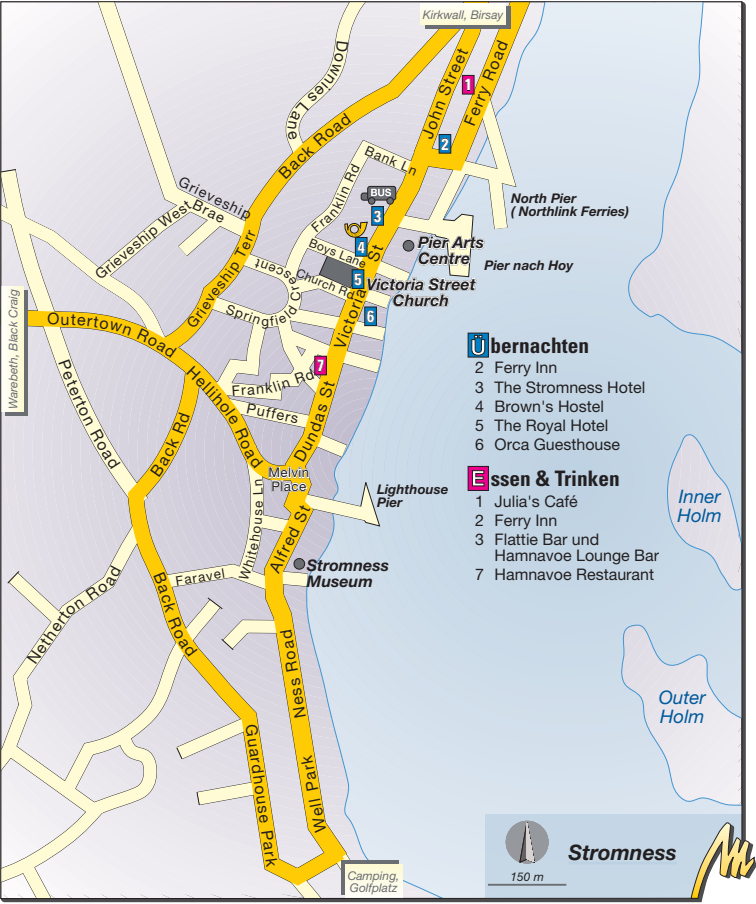 Kirkwall, Birsay
Downies Lane
John Street
1
Ferry Road
Back Road
2
Bank Ln
Franklin Rd
BUS
3
North Pier
( Northlink Ferries)
Grieveship
Brae
Grieveship West
Grieveship Terr
4
Boys Lane
St
Pier Arts
Centre
Pier nach Hoy
Crescent
Church Rd
5
Victoria Street
Church
Victoria
6
Springfield
Outertown Road
Warebeth, Black Craig
Peterton Road
Hellihole Road
7
Franklin Rd
Puffers
Dundas St
Back Rd
Melvin
Place
Whitehouse Ln
Lighthouse
Pier
Alfred St
Stromness
Museum
Faravel
Netherton Road
Back Road
Ness Road
Guardhouse Park
Well Park
Camping,
Golfplatz
Übernachten
2 Ferry Inn
3 The Stromness Hotel
4 Brown's Hostel
5 The Royal Hotel
6 Orca Guesthouse
Essen & Trinken
1 Julia's Café
2 Ferry Inn
3 Flattie Bar und
Hamnavoe Lounge Bar
7 Hamnavoe Restaurant
Inner
Holm
Outer
Holm
150 m
Stromness